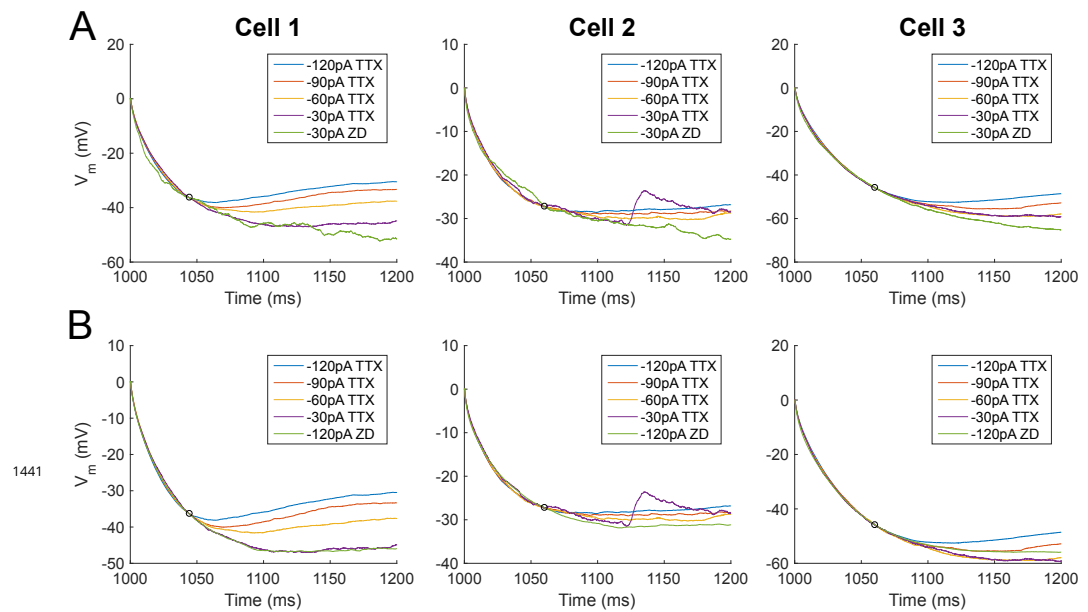 A
Cell 1
Cell 2
Cell 3
20
0
-20
-40
-60
V_m (mV)
1000
1050
1100
1150
1200
Time (ms)
-120pA TTX
-90pA TTX
-60pA TTX
-30pA TTX
-30pA ZD
0
-10
-20
-30
-40
1000
1050
1100
1150
1200
Time (ms)
-120pA TTX
-90pA TTX
-60pA TTX
-30pA TTX
-30pA ZD
20
0
-20
-40
-60
-80
1000
1050
1100
1150
1200
Time (ms)
-120pA TTX
-90pA TTX
-60pA TTX
-30pA TTX
-30pA ZD
B
1441
10
0
-10
-20
-30
-40
-50
V_m (mV)
1000
1050
1100
1150
1200
Time (ms)
-120pA TTX
-90pA TTX
-60pA TTX
-30pA TTX
-120pA ZD
0
-10
-20
-30
-40
1000
1050
1100
1150
1200
Time (ms)
-120pA TTX
-90pA TTX
-60pA TTX
-30pA TTX
-120pA ZD
20
0
-20
-40
-60
1000
1050
1100
1150
1200
Time (ms)
-120pA TTX
-90pA TTX
-60pA TTX
-30pA TTX
-120pA ZD